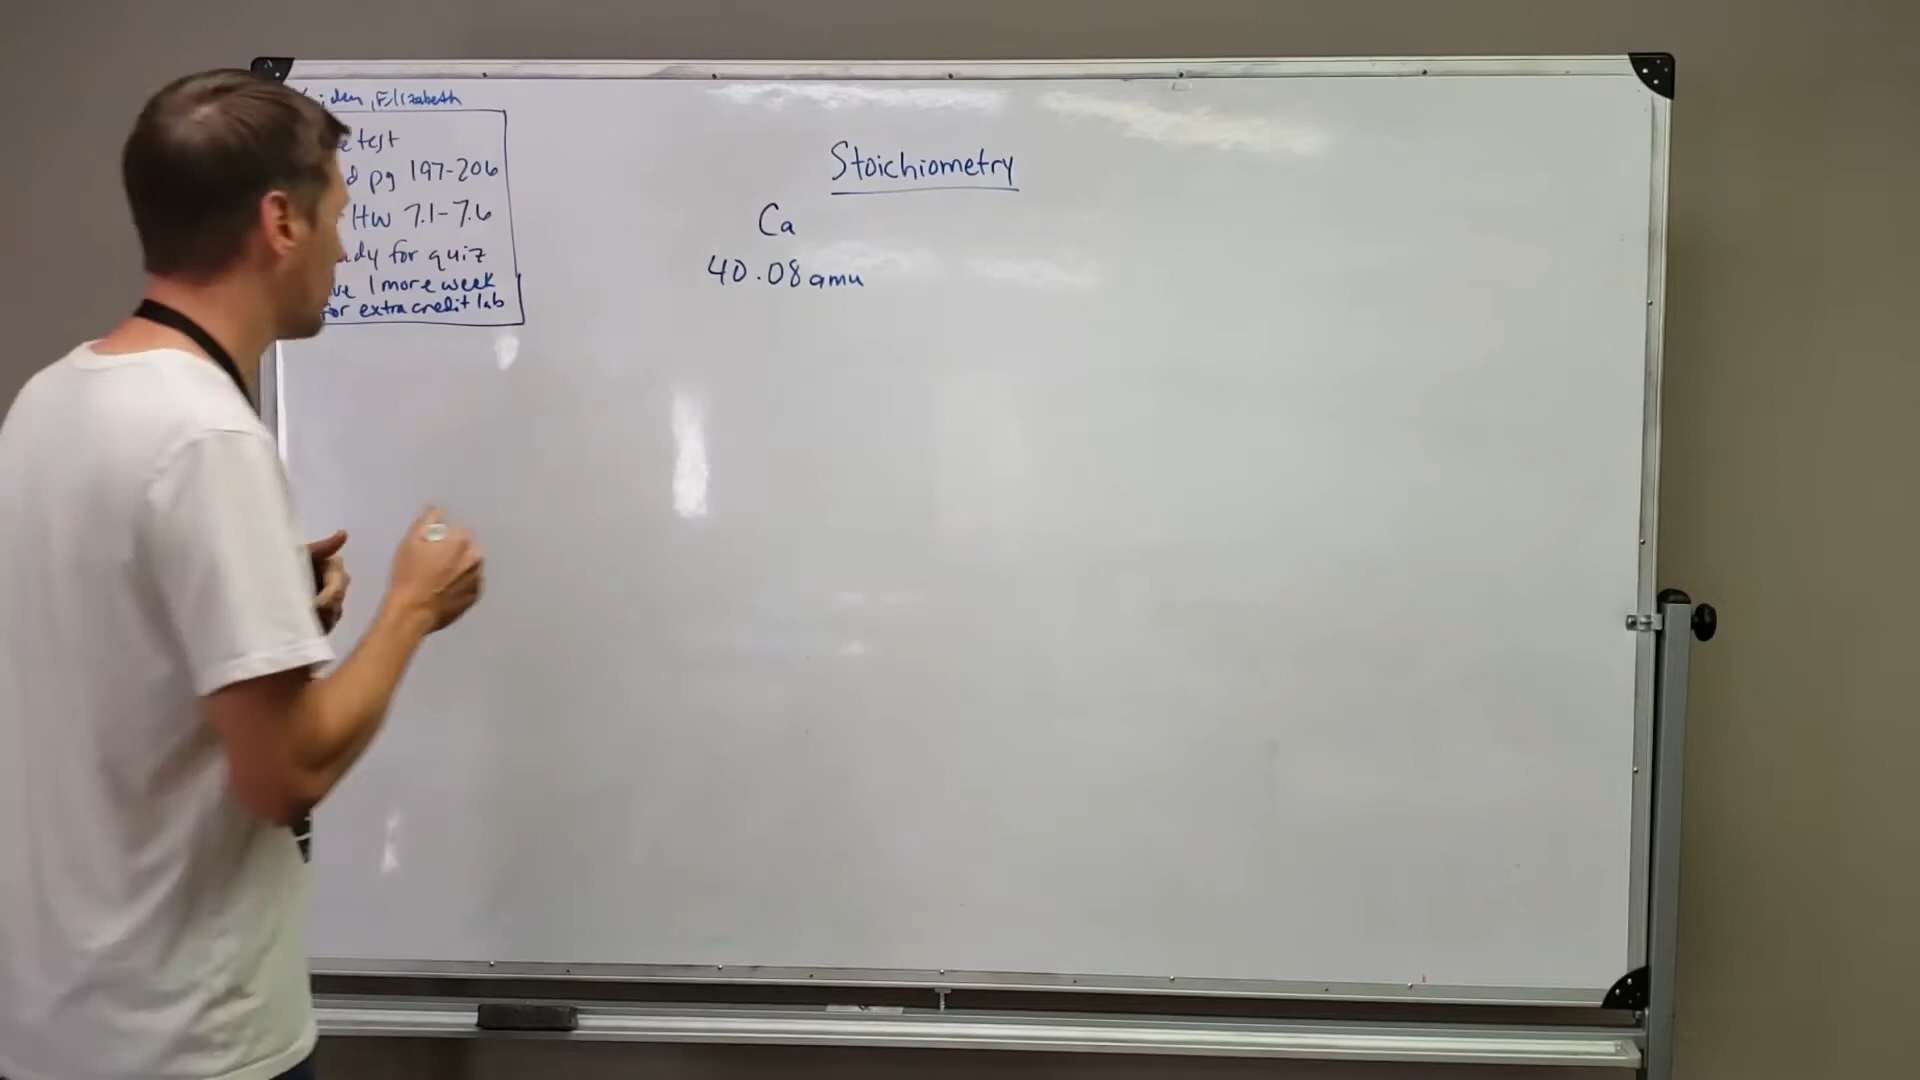 , Elizabeth
test
pg 197-206
HW 7.1-7.6
for quiz
1 more week
for extra credit lab
Stoichiometry
Ca
40.08 amu